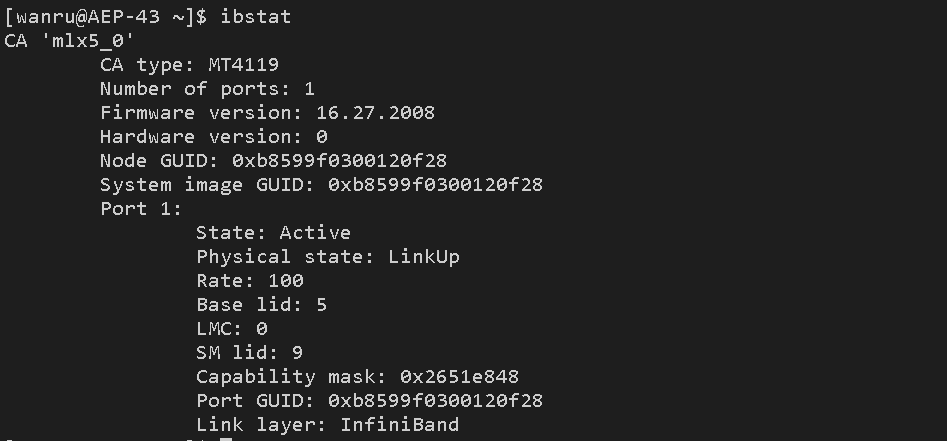 [wanru@AEP-43 ~]$ ibstat
CA 'mlx5_0'
        CA type: MT4119
        Number of ports: 1
        Firmware version: 16.27.2008
        Hardware version: 0
        Node GUID: 0xb8599f0300120f28
        System image GUID: 0xb8599f0300120f28
        Port 1:
                State: Active
                Physical state: LinkUp
                Rate: 100
                Base lid: 5
                LMC: 0
                SM lid: 9
                Capability mask: 0x2651e848
                Port GUID: 0xb8599f0300120f28
                Link layer: InfiniBand